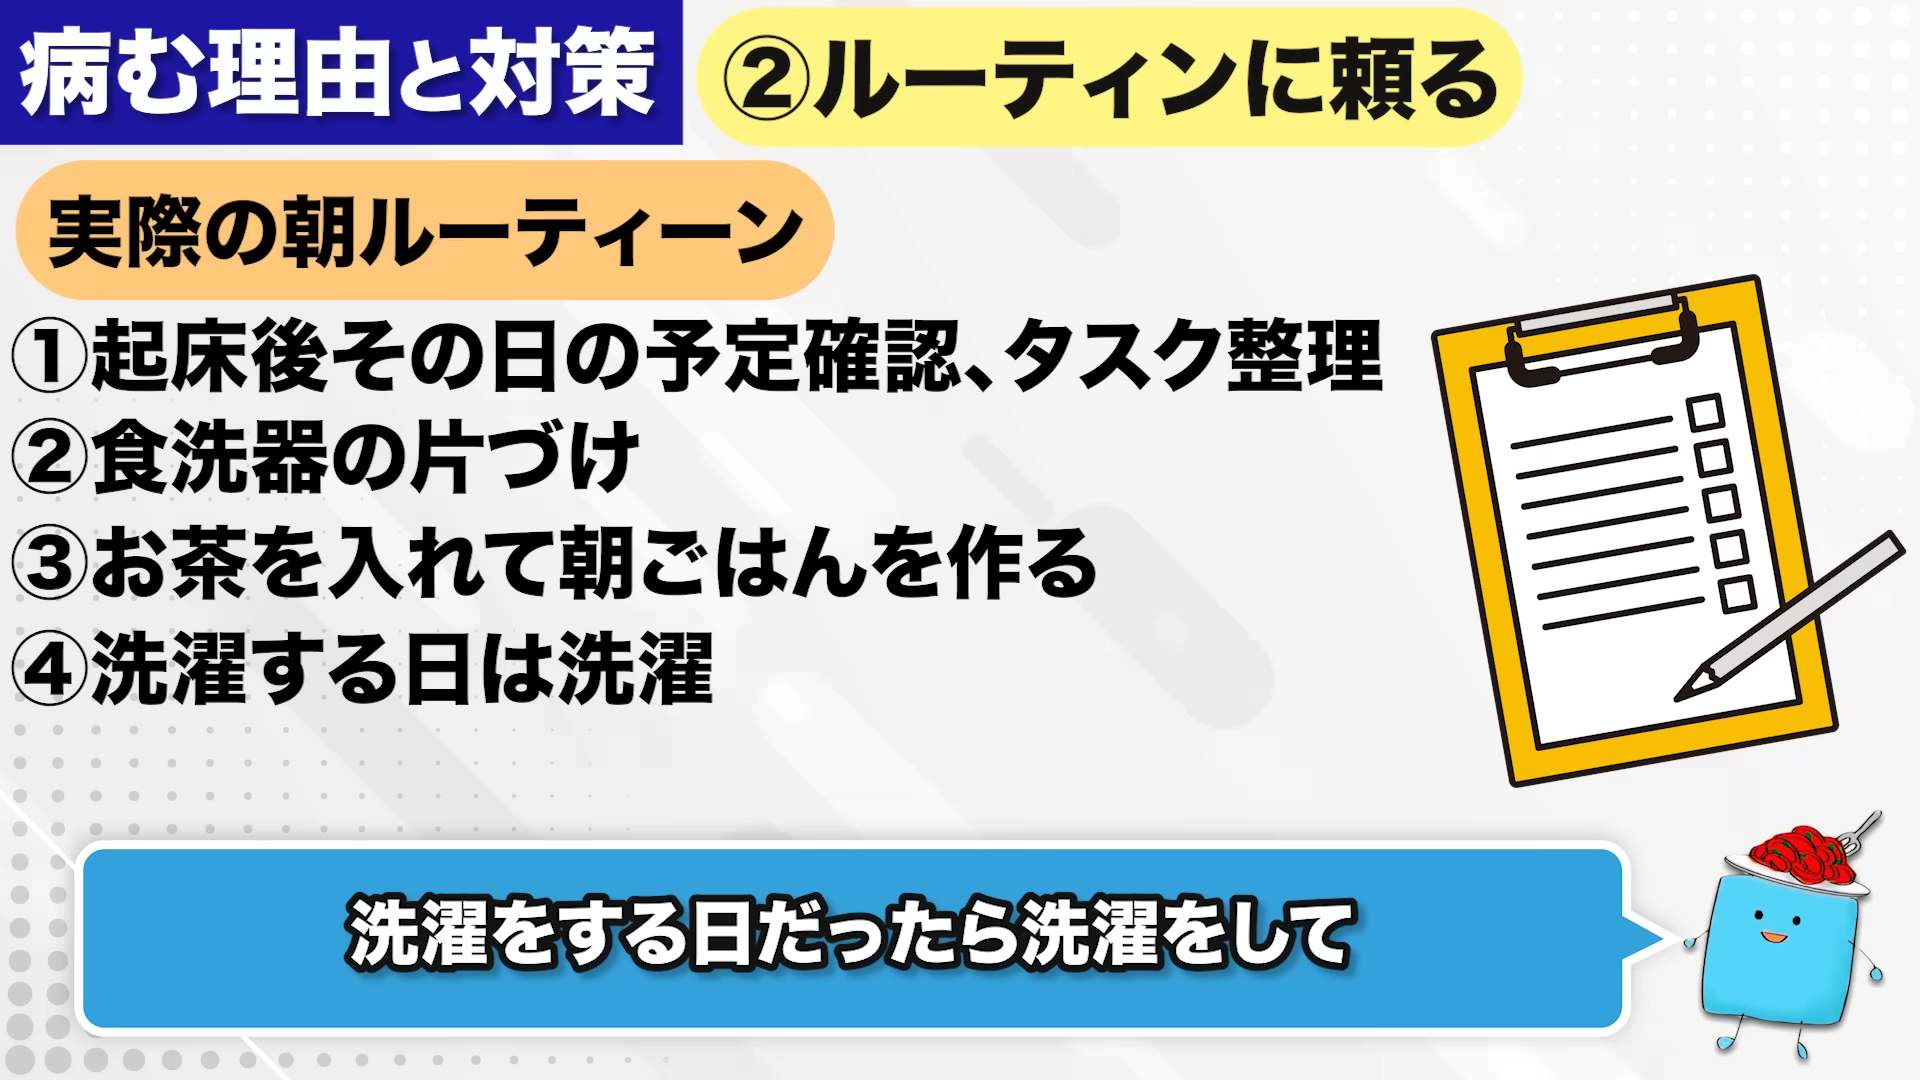 病む理由と対策
②ルーティンに頼る
実際の朝ルーティーン
①起床後その日の予定確認、タスク整理
②食洗器の片づけ
③お茶を入れて朝ごはんを作る
④洗濯する日は洗濯
洗濯をする日だったら洗濯をして